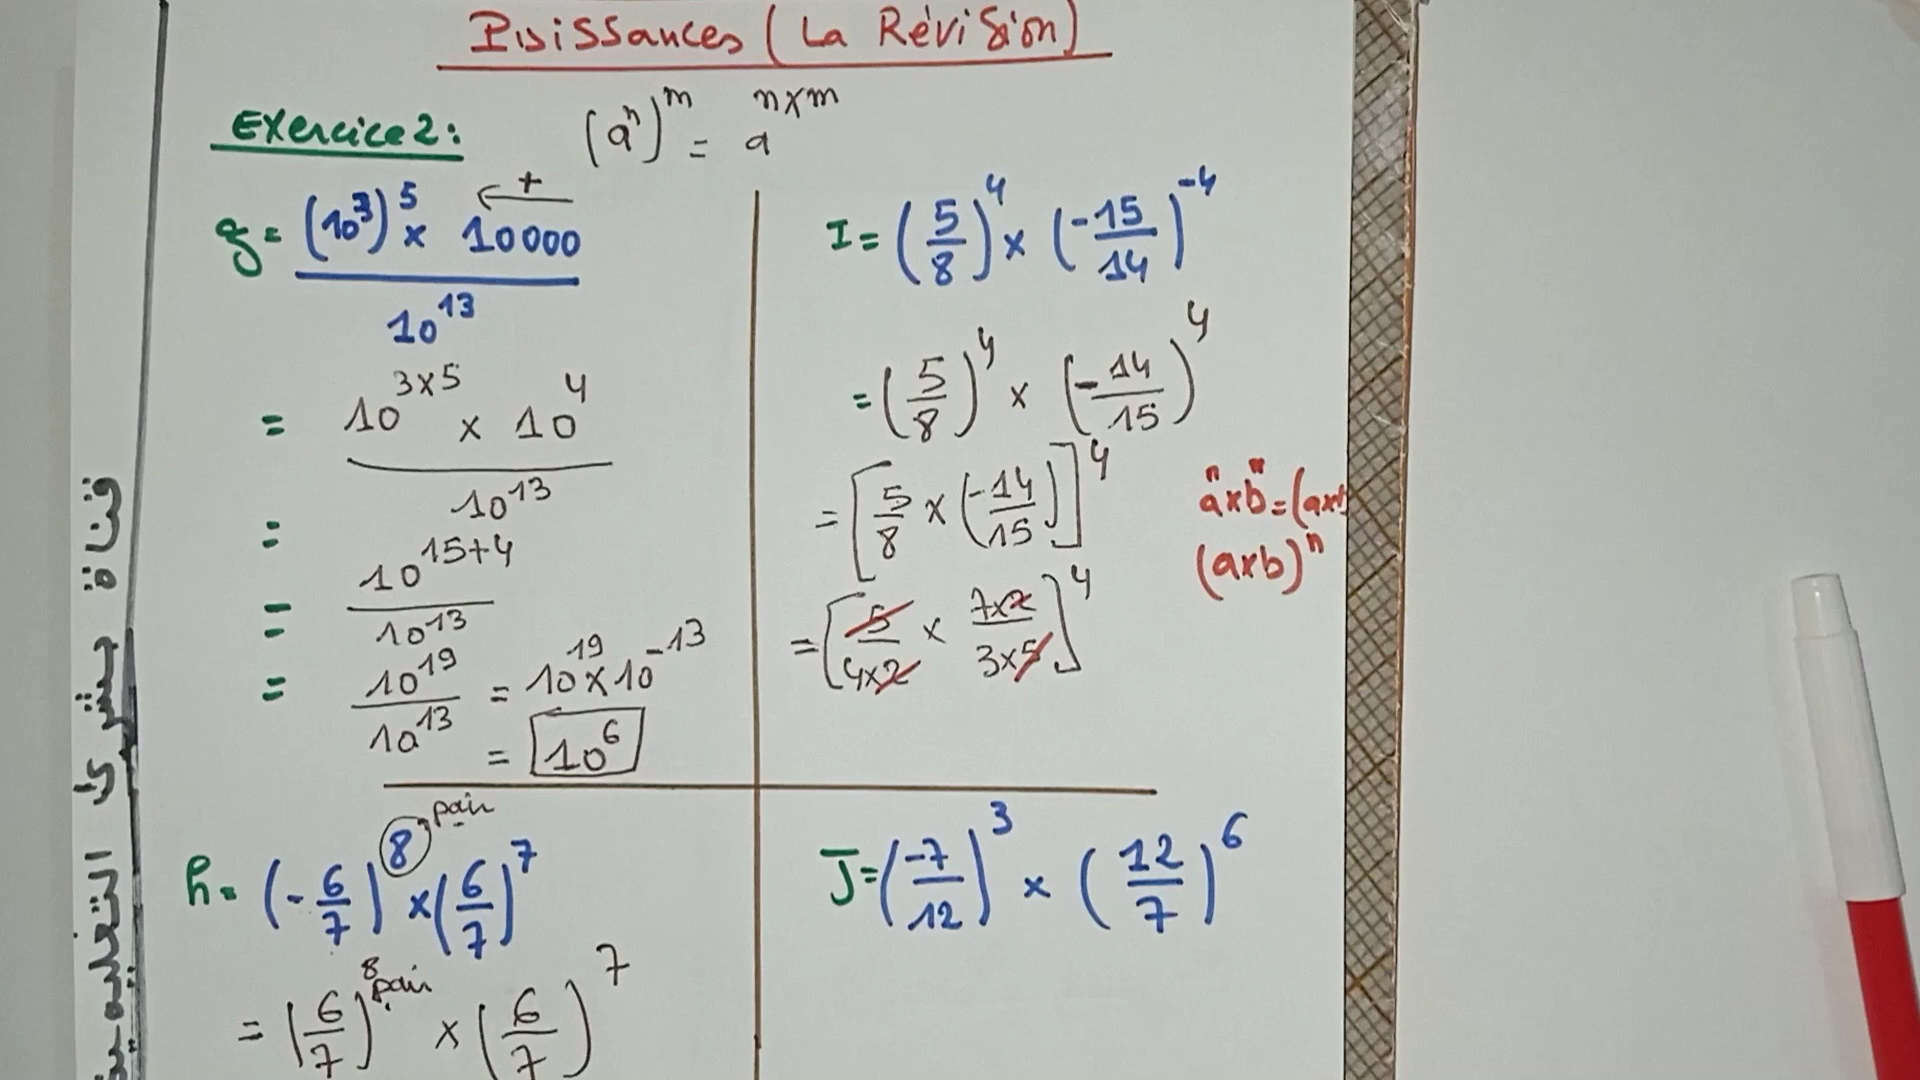 Puissances (La Révision)
Exercice 2: (aⁿ)ᵐ = aⁿˣᵐ
g = ((10³)⁵ × 10000) / 10¹³
← +
= (10³ˣ⁵ × 10⁴) / 10¹³
=
= 10¹⁵⁺⁴ / 10¹³
= 10¹⁹ / 10¹³ = 10¹⁹ × 10⁻¹³
= 10⁶
I = (5/8)⁴ × (-15/14)⁻⁴
= (5/8)⁴ × (-14/15)⁴
= [5/8 × (-14/15)]⁴
= [5/(4×2) × (7×2)/(3×5)]⁴
aⁿ×bⁿ=(a×b
(a×b)ⁿ
h = (-6/7)⁸ × (6/7)⁷
pair
= (6/7)⁸ × (6/7)⁷
pair
J = (-7/12)³ × (12/7)⁶
قناة بشرى التعليمية